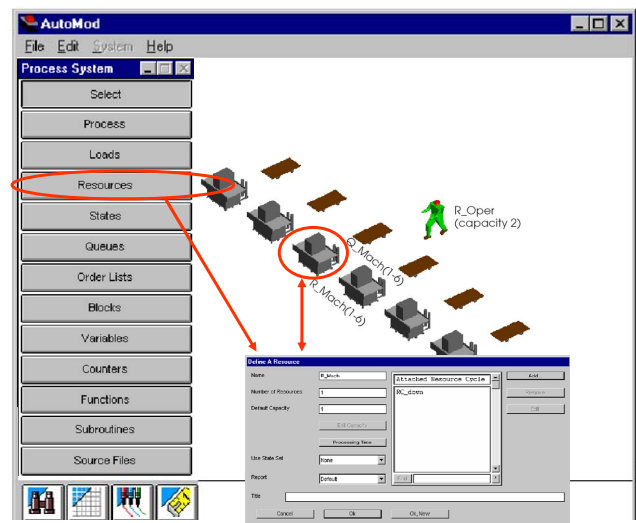 AutoMod
File Edit System Help
Process System
Select
Process
Loads
Resources
States
Queues
Order Lists
Blocks
Variables
Counters
Functions
Subroutines
Source Files
R_Oper
(capacity 2)
Q_Mach(1-6)
R_Mach(1-6)
Define A Resource
Name R_Mach
Number of Resources 1
Default Capacity 1
Edit Capacity
Processing Time
Use State Set None
Report Default
Title
Attached Resource Cycle
RC_down
Add
Remove
Edit
Cancel Ok Ok, New